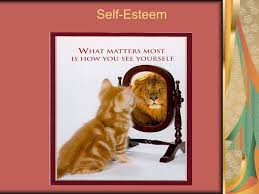 Self-Esteem
WHAT MATTERS MOST
IS HOW YOU SEE YOURSELF.